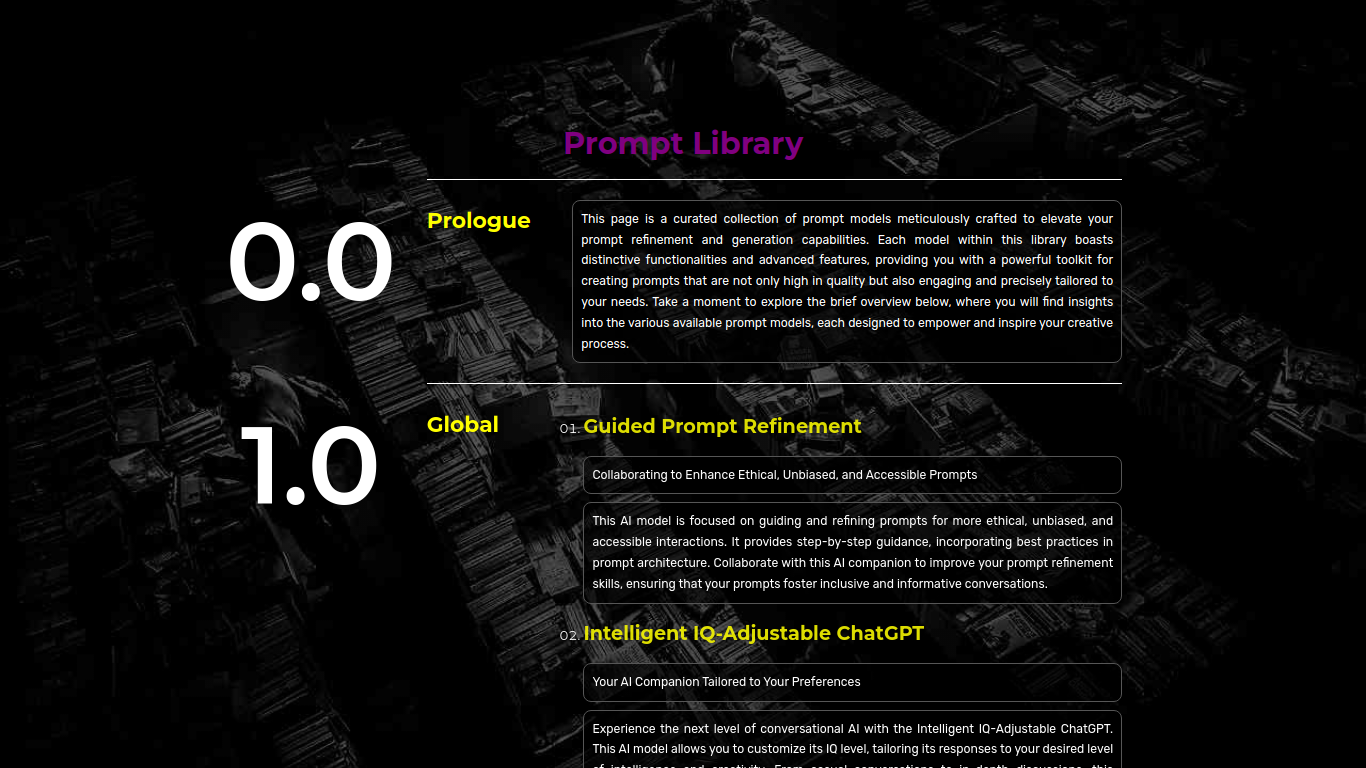 Prompt Library
0.0
Prologue
This page is a curated collection of prompt models meticulously crafted to elevate your
prompt refinement and generation capabilities. Each model within this library boasts
distinctive functionalities and advanced features, providing you with a powerful toolkit for
creating prompts that are not only high in quality but also engaging and precisely tailored to
your needs. Take a moment to explore the brief overview below, where you will find insights
into the various available prompt models, each designed to empower and inspire your creative
process.
1.0
Global
01. Guided Prompt Refinement
Collaborating to Enhance Ethical, Unbiased, and Accessible Prompts
This AI model is focused on guiding and refining prompts for more ethical, unbiased, and
accessible interactions. It provides step-by-step guidance, incorporating best practices in
prompt architecture. Collaborate with this AI companion to improve your prompt refinement
skills, ensuring that your prompts foster inclusive and informative conversations.
02. Intelligent IQ-Adjustable ChatGPT
Your AI Companion Tailored to Your Preferences
Experience the next level of conversational AI with the Intelligent IQ-Adjustable ChatGPT.
This AI model allows you to customize its IQ level, tailoring its responses to your desired level